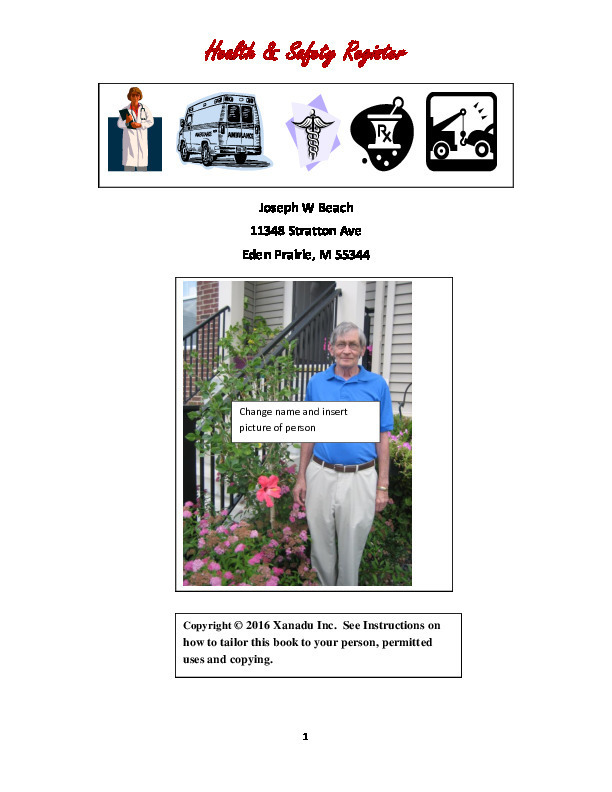 Health & Safety Register
AMBULANCE
Rx
Joseph W Beach
11348 Stratton Ave
Eden Prairie, M 55344
Change name and insert
picture of person
Copyright © 2016 Xanadu Inc.  See Instructions on
how to tailor this book to your person, permitted
uses and copying.
1